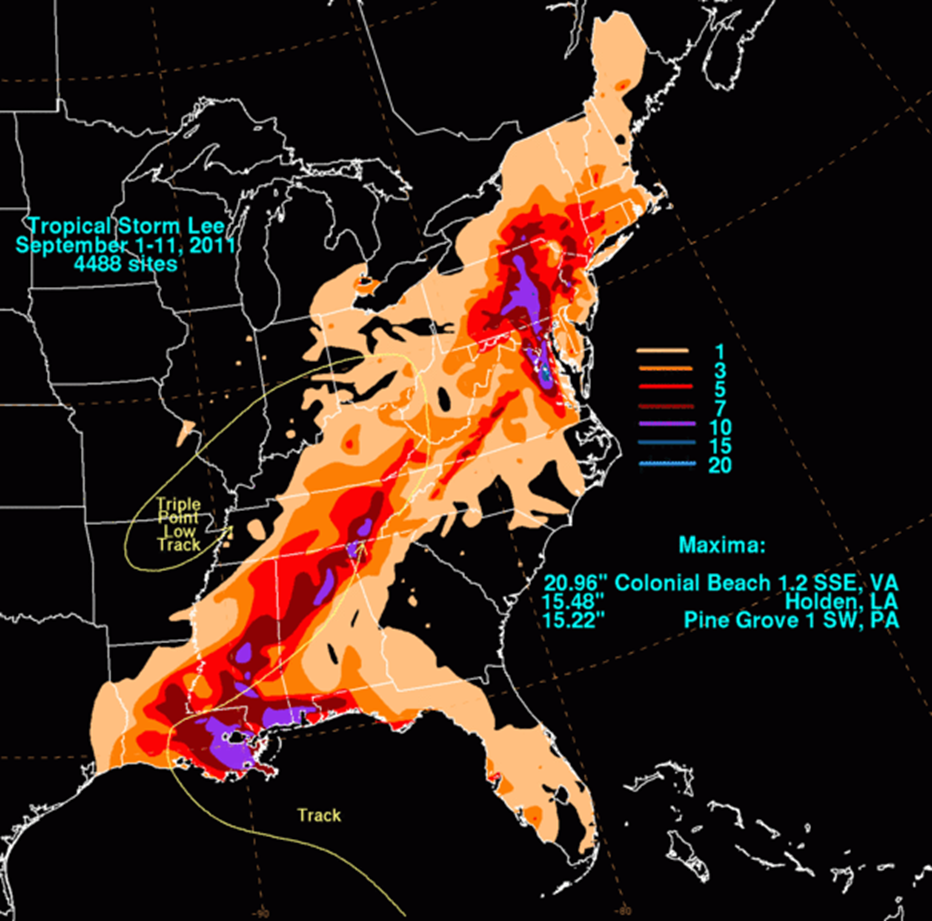 Tropical Storm Lee
September 1-11, 2011
4488 sites
1
3
5
7
10
15
20
Triple
Point
Low
Track
Maxima:
20.96" Colonial Beach 1.2 SSE, VA
15.48" Holden, LA
15.22" Pine Grove 1 SW, PA
Track
-90
-80